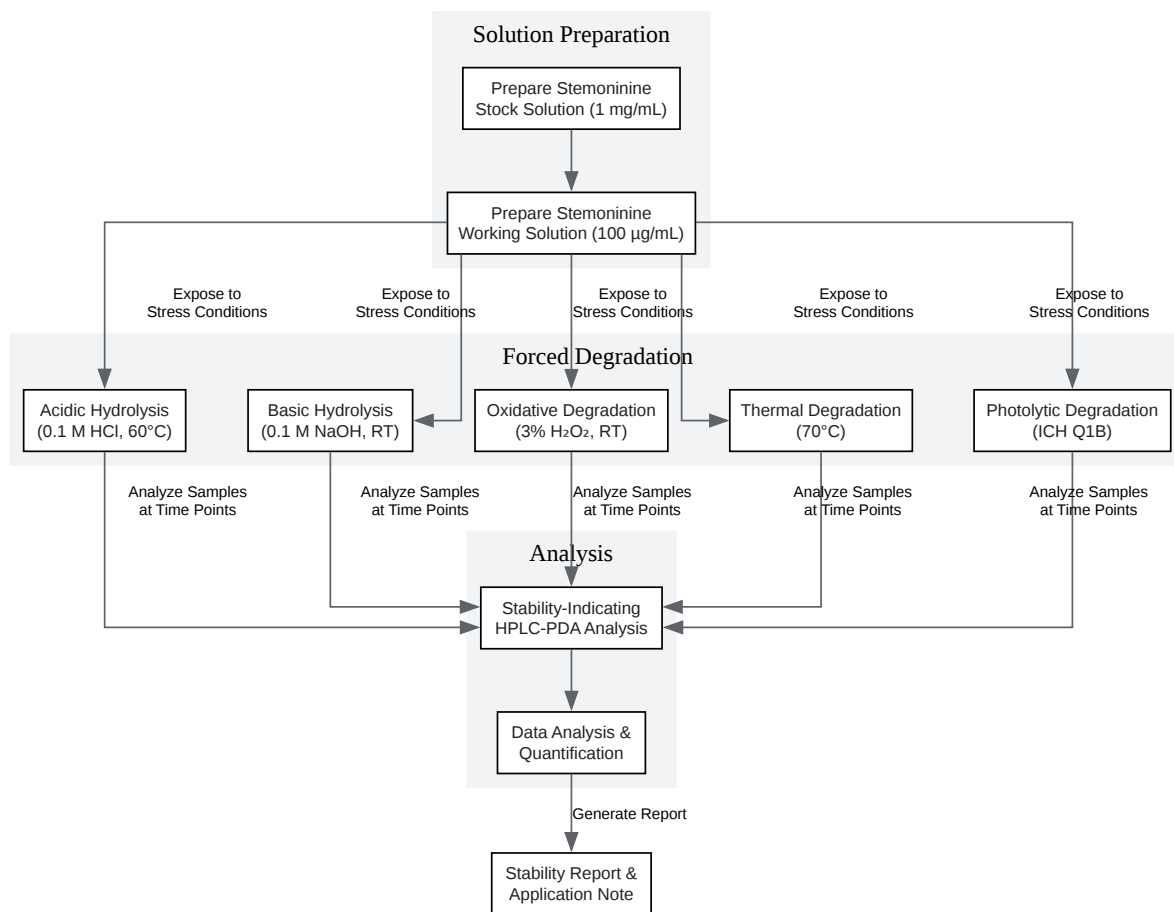 Solution Preparation
Prepare Stemoninine
Stock Solution (1 mg/mL)
Prepare Stemoninine
Working Solution (100 µg/mL)
Expose to
Stress Conditions
Expose to
Stress Conditions
Expose to
Stress Conditions
Expose to
Stress Conditions
Expose to
Stress Conditions
Forced Degradation
Acidic Hydrolysis
(0.1 M HCl, 60°C)
Basic Hydrolysis
(0.1 M NaOH, RT)
Oxidative Degradation
(3% H₂O₂, RT)
Thermal Degradation
(70°C)
Photolytic Degradation
(ICH Q1B)
Analyze Samples
at Time Points
Analyze Samples
at Time Points
Analyze Samples
at Time Points
Analyze Samples
at Time Points
Analyze Samples
at Time Points
Analysis
Stability-Indicating
HPLC-PDA Analysis
Data Analysis &
Quantification
Generate Report
Stability Report &
Application Note